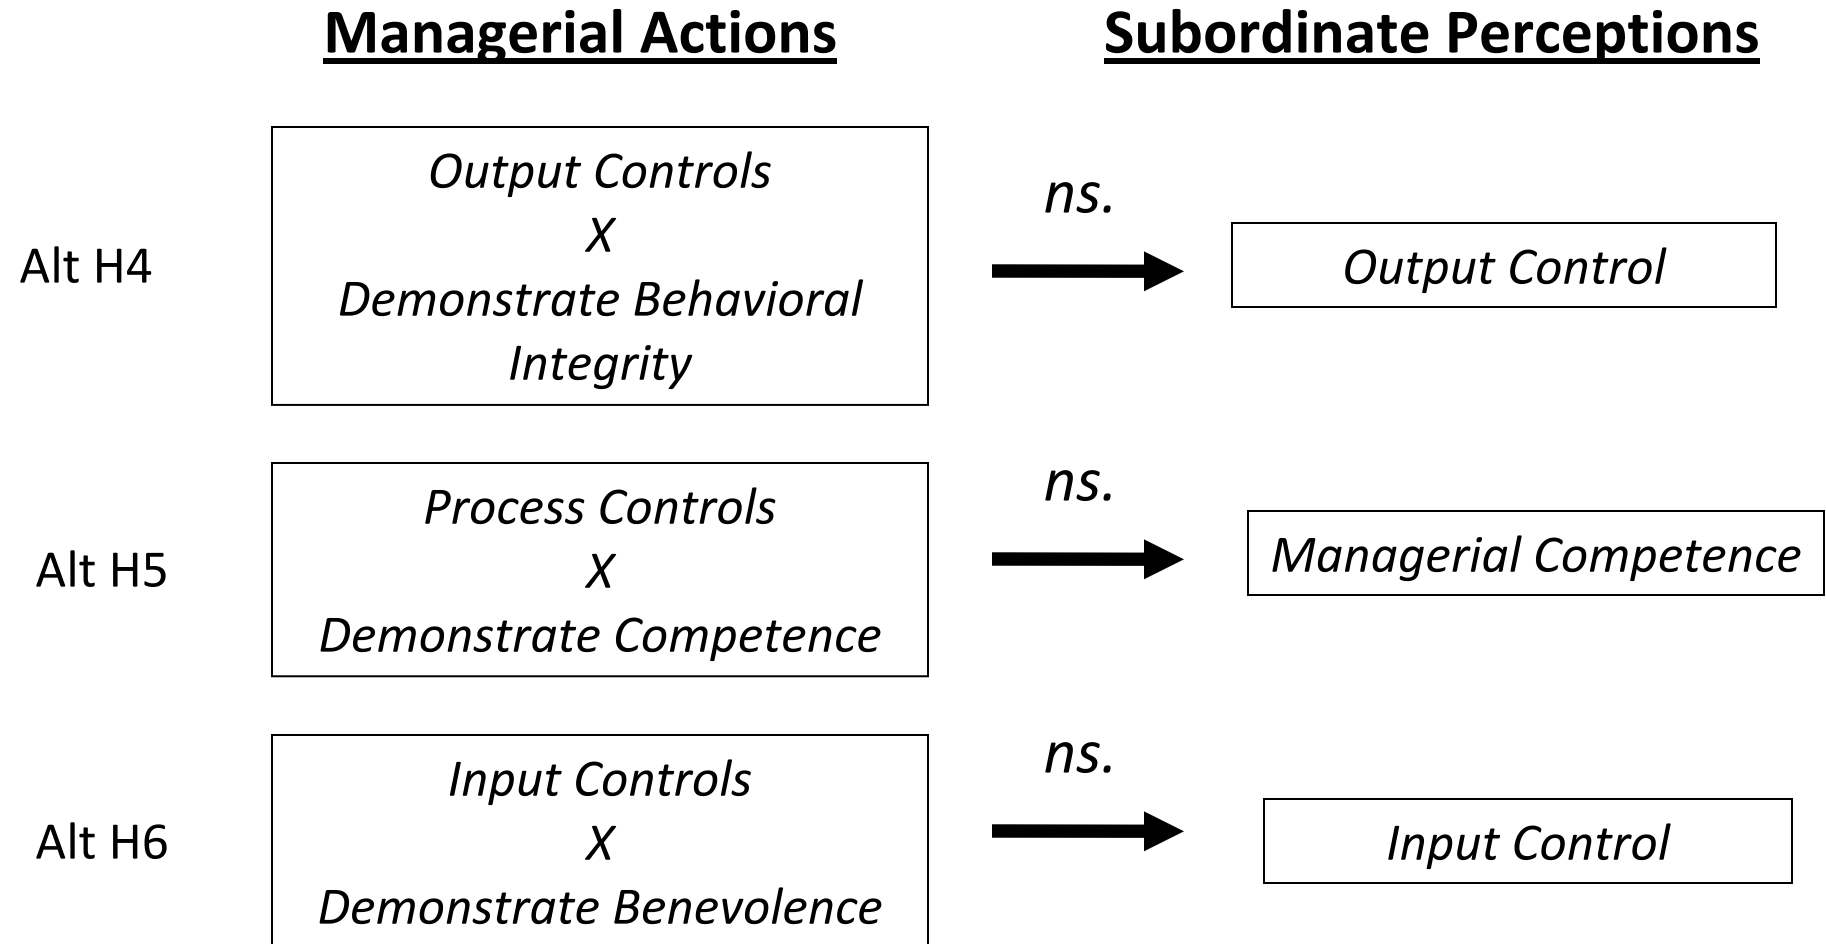 Managerial Actions
Subordinate Perceptions
Alt H4
Output Controls
X
Demonstrate Behavioral
Integrity
ns.
Output Control
Alt H5
Process Controls
X
Demonstrate Competence
ns.
Managerial Competence
Alt H6
Input Controls
X
Demonstrate Benevolence
ns.
Input Control